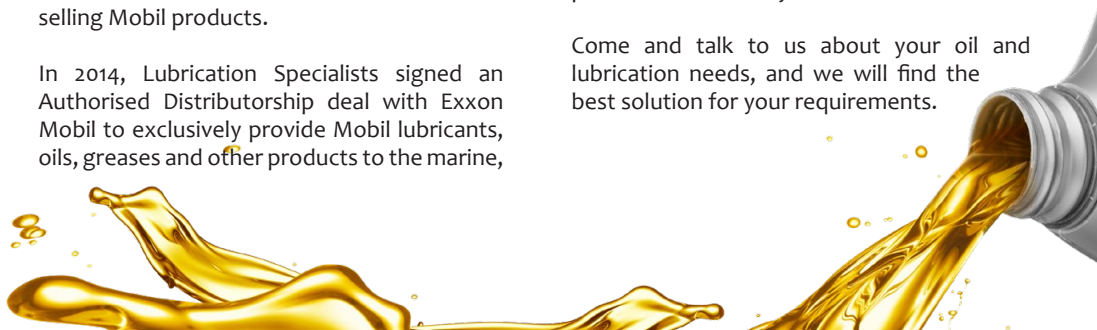 selling Mobil products.
In 2014, Lubrication Specialists signed an
Authorised Distributorship deal with Exxon
Mobil to exclusively provide Mobil lubricants,
oils, greases and other products to the marine,
Come and talk to us about your oil and
lubrication needs, and we will find the
best solution for your requirements.